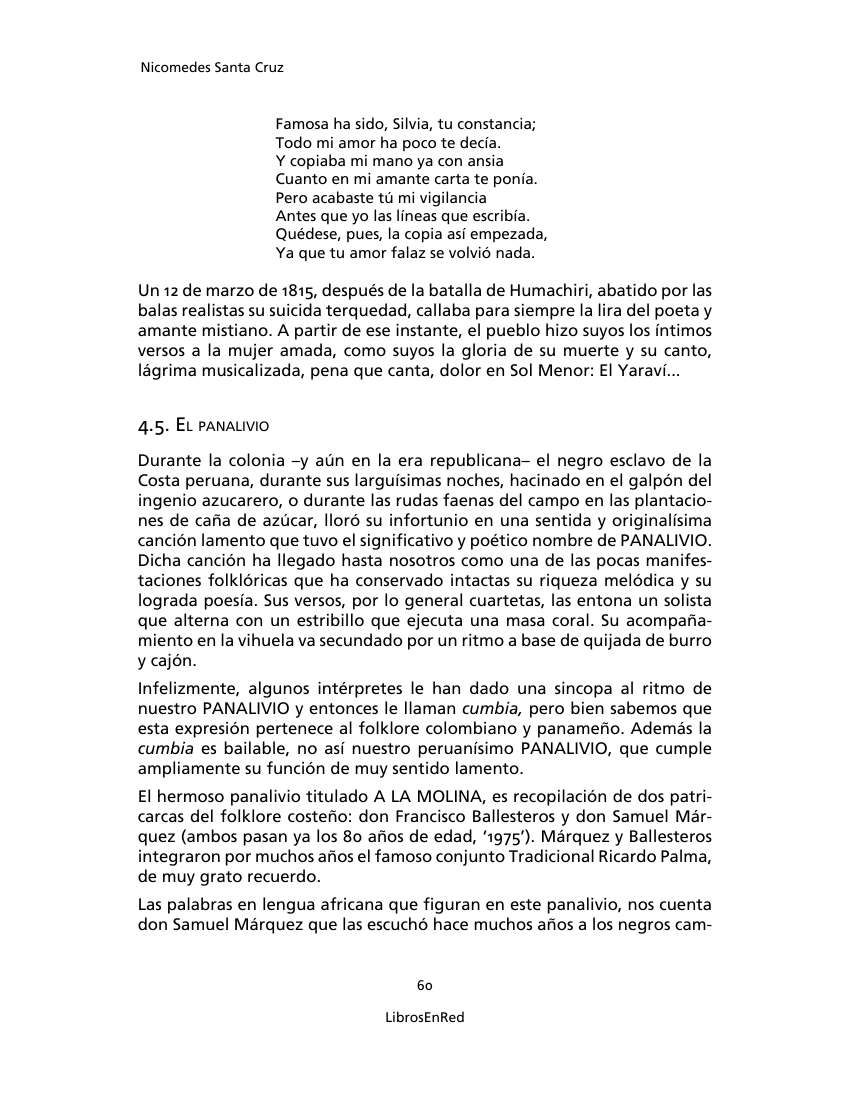 Nicomedes Santa Cruz
Famosa ha sido, Silvia, tu constancia;
Todo mi amor ha poco te decía.
Y copiaba mi mano ya con ansia
Cuanto en mi amante carta te ponía.
Pero acabaste tú mi vigilancia
Antes que yo las líneas que escribía.
Quédese, pues, la copia así empezada,
Ya que tu amor falaz se volvió nada.
Un 12 de marzo de 1815, después de la batalla de Humachiri, abatido por las
balas realistas su suicida terquedad, callaba para siempre la lira del poeta y
amante mistiano. A partir de ese instante, el pueblo hizo suyos los íntimos
versos a la mujer amada, como suyos la gloria de su muerte y su canto,
lágrima musicalizada, pena que canta, dolor en Sol Menor: El Yaraví...
4.5. El panalivio
Durante la colonia –y aún en la era republicana– el negro esclavo de la
Costa peruana, durante sus larguísimas noches, hacinado en el galpón del
ingenio azucarero, o durante las rudas faenas del campo en las plantacio-
nes de caña de azúcar, lloró su infortunio en una sentida y originalísima
canción lamento que tuvo el significativo y poético nombre de PANALIVIO.
Dicha canción ha llegado hasta nosotros como una de las pocas manifes-
taciones folklóricas que ha conservado intactas su riqueza melódica y su
lograda poesía. Sus versos, por lo general cuartetas, las entona un solista
que alterna con un estribillo que ejecuta una masa coral. Su acompaña-
miento en la vihuela va secundado por un ritmo a base de quijada de burro
y cajón.
Infelizmente, algunos intérpretes le han dado una sincopa al ritmo de
nuestro PANALIVIO y entonces le llaman cumbia, pero bien sabemos que
esta expresión pertenece al folklore colombiano y panameño. Además la
cumbia es bailable, no así nuestro peruanísimo PANALIVIO, que cumple
ampliamente su función de muy sentido lamento.
El hermoso panalivio titulado A LA MOLINA, es recopilación de dos patri-
carcas del folklore costeño: don Francisco Ballesteros y don Samuel Már-
quez (ambos pasan ya los 80 años de edad, ‘1975’). Márquez y Ballesteros
integraron por muchos años el famoso conjunto Tradicional Ricardo Palma,
de muy grato recuerdo.
Las palabras en lengua africana que figuran en este panalivio, nos cuenta
don Samuel Márquez que las escuchó hace muchos años a los negros cam-
60
LibrosEnRed